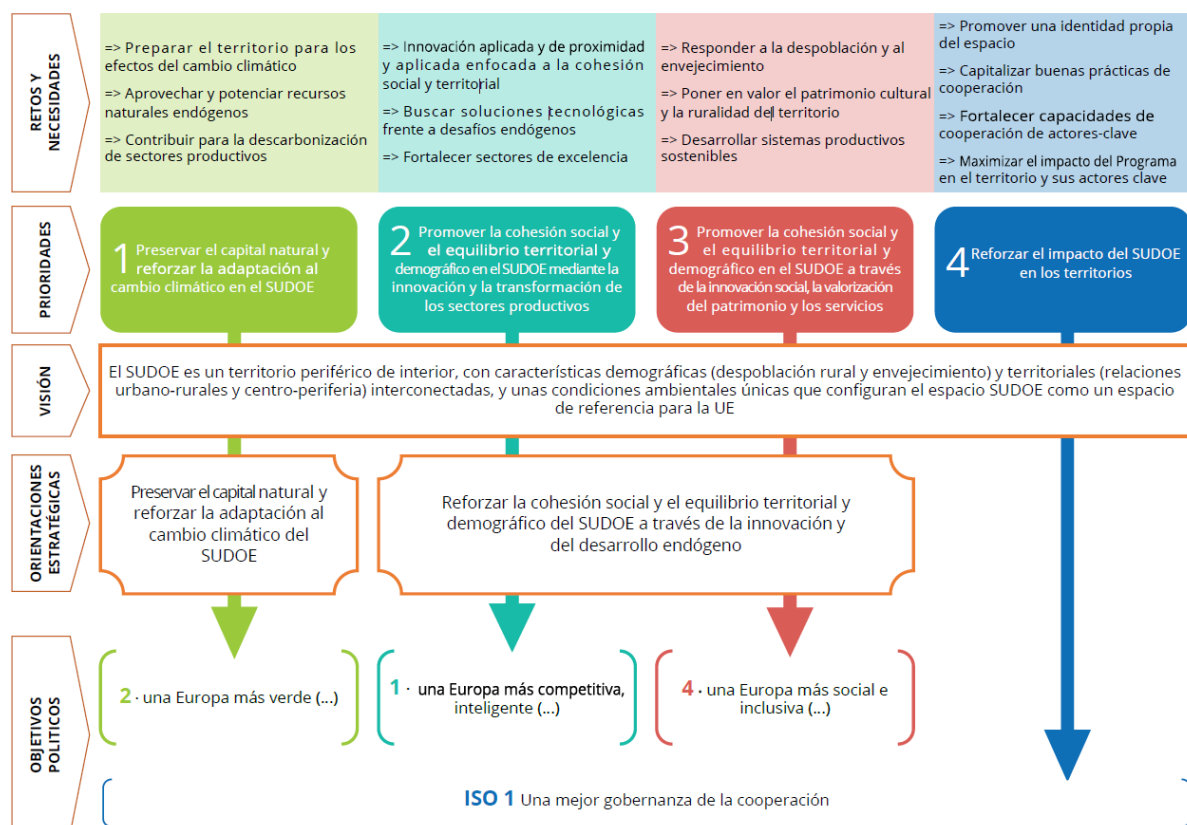 RETOS Y
NECESIDADES
=> Preparar el territorio para los
efectos del cambio climático
=> Aprovechar y potenciar recursos
naturales endógenos
=> Contribuir para la descarbonización
de sectores productivos
=> Innovación aplicada y de proximidad
y aplicada enfocada a la cohesión
social y territorial
=> Buscar soluciones tecnológicas
frente a desafíos endógenos
=> Fortalecer sectores de excelencia
=> Responder a la despoblación y al
envejecimiento
=> Poner en valor el patrimonio cultural
y la ruralidad del territorio
=> Desarrollar sistemas productivos
sostenibles
=> Promover una identidad propia
del espacio
=> Capitalizar buenas prácticas de
cooperación
=> Fortalecer capacidades de
cooperación de actores-clave
=> Maximizar el impacto del Programa
en el territorio y sus actores clave
PRIORIDADES
1 Preservar el capital natural y
reforzar la adaptación al
cambio climático en el SUDOE
2 Promover la cohesión social y
el equilibrio territorial y
demográfico en el SUDOE mediante la
innovación y la transformación de
los sectores productivos
3 Promover la cohesión social y
el equilibrio territorial y
demográfico en el SUDOE a través
de la innovación social, la valorización
del patrimonio y los servicios
4 Reforzar el impacto del SUDOE
en los territorios
VISIÓN
El SUDOE es un territorio periférico de interior, con características demográficas (despoblación rural y envejecimiento) y territoriales (relaciones
urbano-rurales y centro-periferia) interconectadas, y unas condiciones ambientales únicas que configuran el espacio SUDOE como un espacio
de referencia para la UE
ORIENTACIONES
ESTRATÉGICAS
Preservar el capital natural y
reforzar la adaptación al
cambio climático del
SUDOE
Reforzar la cohesión social y el equilibrio territorial y
demográfico del SUDOE a través de la innovación y
del desarrollo endógeno
OBJETIVOS
POLITICOS
2 · una Europa más verde (...)
1 · una Europa más competitiva,
inteligente (...)
4 · una Europa más social e
inclusiva (...)
ISO 1 Una mejor gobernanza de la cooperación